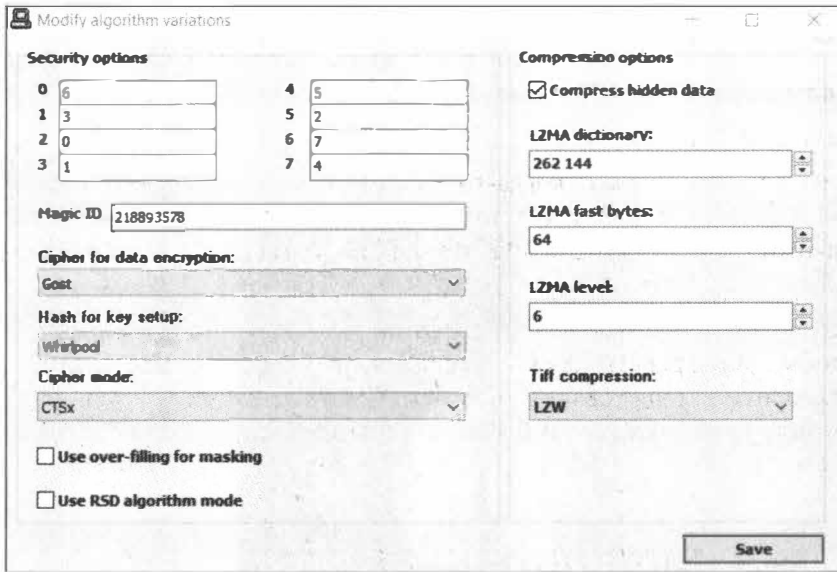 Modify algorithm variations
Security options
0 6
1 3
2 0
3 1
4 5
5 2
6 7
7 4
Magic ID 218893578
Cipher for data encryption:
Gost
Hash for key setup:
Whirlpool
Cipher mode:
CTSx
Use over-filling for masking
Use RSD algorithm mode
Compression options
Compress hidden data
LZMA dictionary:
262 144
LZMA fast bytes:
64
LZMA level:
6
Tiff compression:
LZW
Save